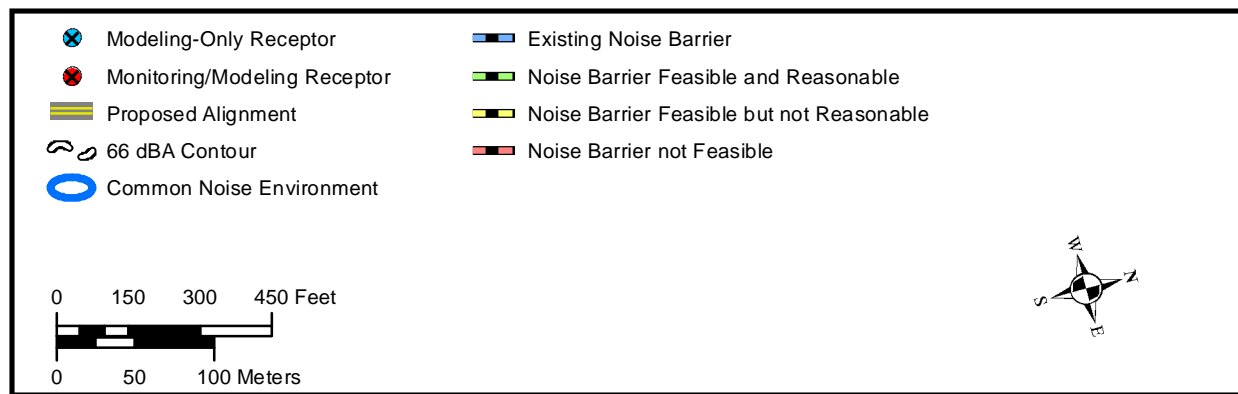 Modeling-Only Receptor
Monitoring/Modeling Receptor
Proposed Alignment
66 dBA Contour
Common Noise Environment
Existing Noise Barrier
Noise Barrier Feasible and Reasonable
Noise Barrier Feasible but not Reasonable
Noise Barrier not Feasible
0 150 300 450 Feet
0 50 100 Meters
W
N
S
E